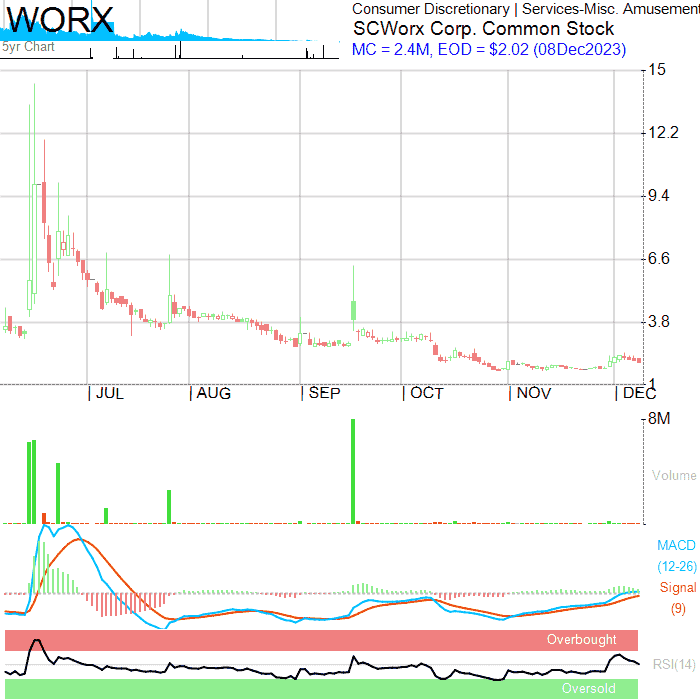 WORX
5yr Chart
Consumer Discretionary | Services-Misc. Amusement
SCWorx Corp. Common Stock
MC = 2.4M, EOD = $2.02 (08Dec2023)
15
12.2
9.4
6.6
3.8
1
| JUL | AUG | SEP | OCT | NOV | DEC
8M
Volume
MACD
(12-26)
Signal
(9)
Overbought
RSI(14)
Oversold